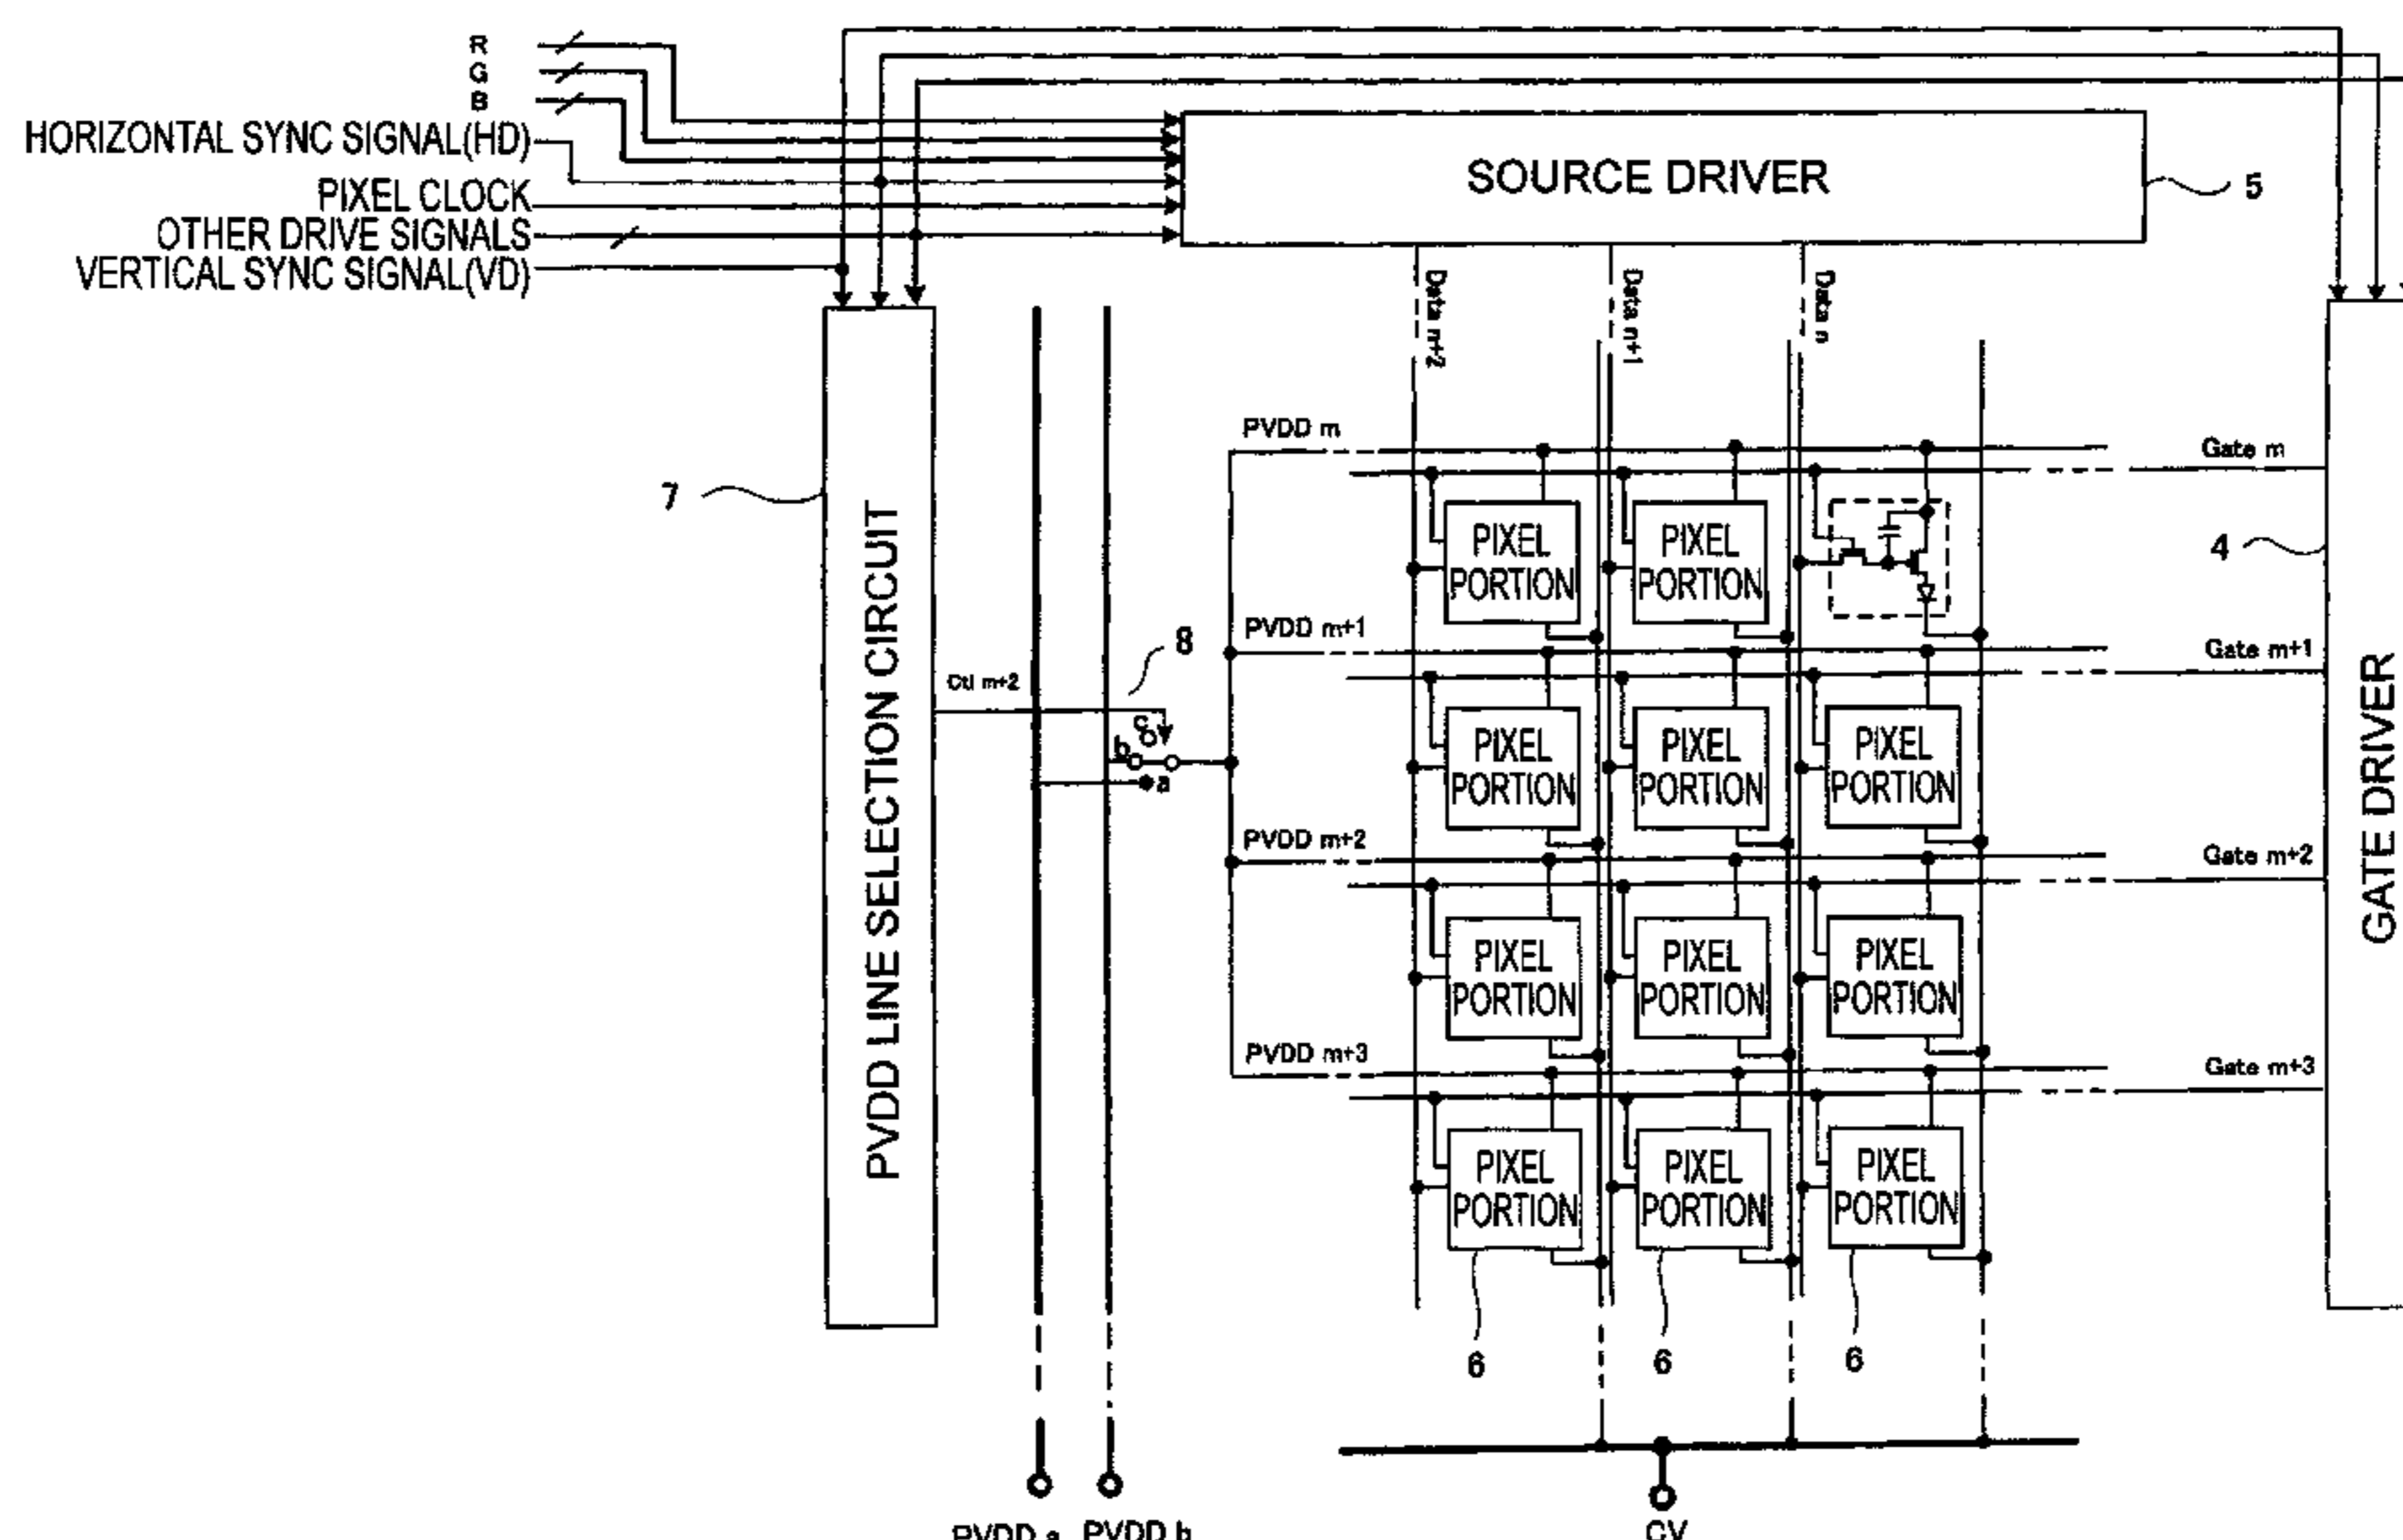 R
G
B
HORIZONTAL SYNC SIGNAL(HD)
PIXEL CLOCK
OTHER DRIVE SIGNALS
VERTICAL SYNC SIGNAL(VD)
SOURCE DRIVER
5
Data n+2
Data n+1
Data n
7
PVDD LINE SELECTION CIRCUIT
Ctl m+2
8
c
b
a
PVDD m
Gate m
PIXEL
PORTION
PIXEL
PORTION
4
GATE DRIVER
PVDD m+1
Gate m+1
PIXEL
PORTION
PIXEL
PORTION
PIXEL
PORTION
PVDD m+2
Gate m+2
PIXEL
PORTION
PIXEL
PORTION
PIXEL
PORTION
PVDD m+3
Gate m+3
PIXEL
PORTION
PIXEL
PORTION
PIXEL
PORTION
6
6
6
PVDD a
PVDD b
CV